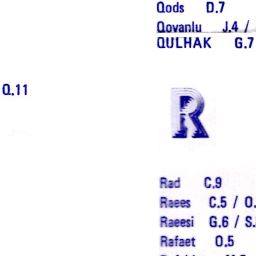 Qods D.7
Qovanlu J.4 /
QULHAK G.7
Q.11
R
Rad C.9
Raees C.5 / O.
Raeesi G.6 / S.
Rafaet O.5